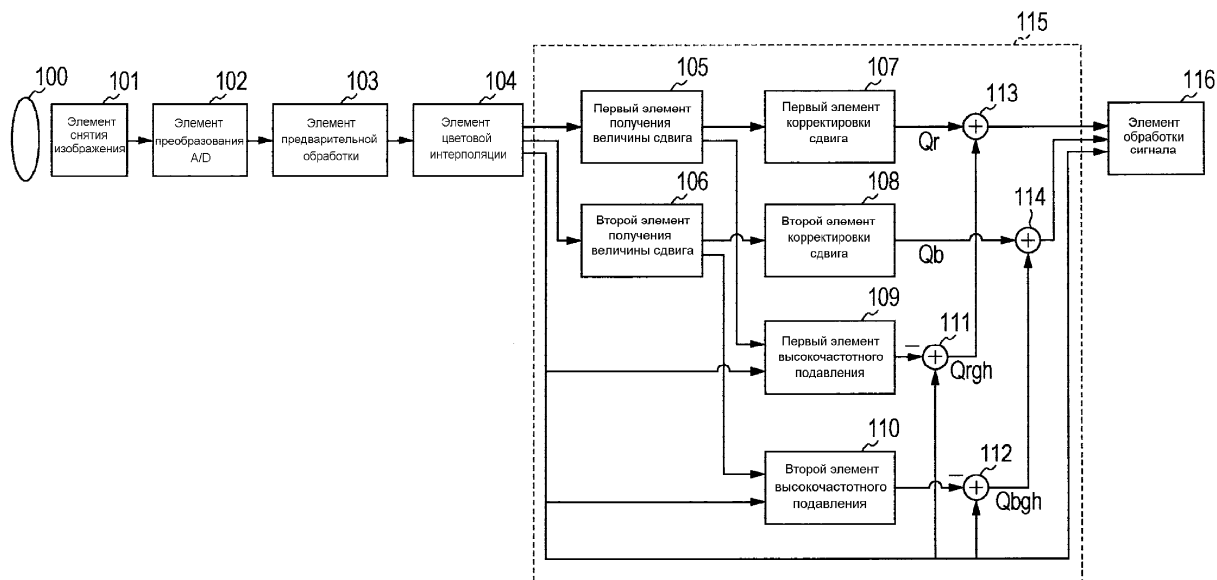 115
100
101
102
103
104
105
107
113
116
Элемент
снятия
изображения
Элемент
преобразования
A/D
Элемент
предварительной
обработки
Элемент
цветовой
интерполяции
Первый элемент
получения
величины сдвига
Первый элемент
корректировки
сдвига
Qr
Элемент
обработки
сигнала
106
108
114
Второй элемент
получения
величины сдвига
Второй элемент
корректировки
сдвига
Qb
109
111
Первый элемент
высокочастотного
подавления
Qrgh
110
112
Второй элемент
высокочастотного
подавления
Qbgh